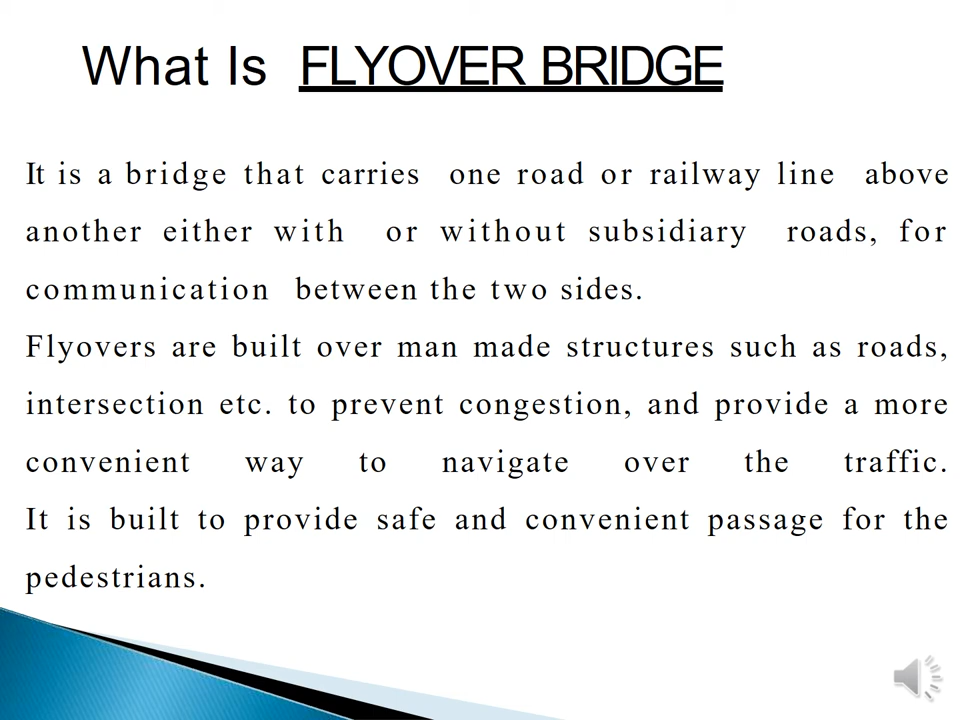 What Is FLYOVER BRIDGE
It is a bridge that carries one road or railway line above
another either with or without subsidiary roads, for
communication between the two sides.
Flyovers are built over man made structures such as roads,
intersection etc. to prevent congestion, and provide a more
convenient way to navigate over the traffic.
It is built to provide safe and convenient passage for the
pedestrians.